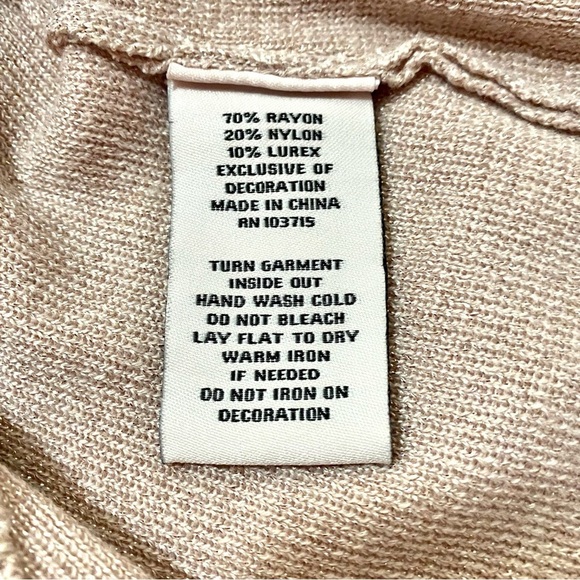 70% RAYON
20% NYLON
10% LUREX
EXCLUSIVE OF
DECORATION
MADE IN CHINA
RN 103715
TURN GARMENT
INSIDE OUT
HAND WASH COLD
DO NOT BLEACH
LAY FLAT TO DRY
WARM IRON
IF NEEDED
DO NOT IRON ON
DECORATION